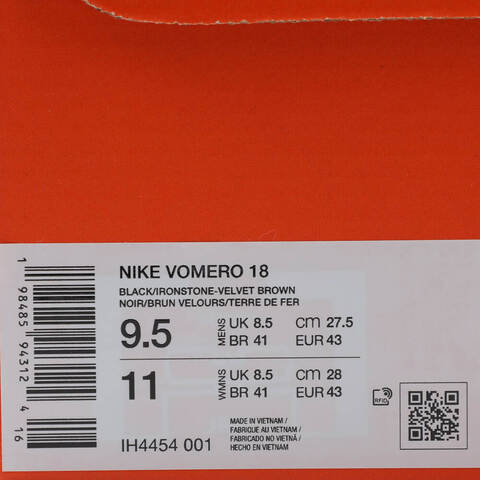 NIKE VOMERO 18
BLACK/IRONSTONE-VELVET BROWN
NOIR/BRUN VELOURS/TERRE DE FER
9.5 MENS UK 8.5 CM 27.5
BR 41 EUR 43
11 WMNS UK 8.5 CM 28
BR 41 EUR 43
IH4454 001
MADE IN VIETNAM /
FABRIQUE AU VIETNAM /
FABRICADO NO VIETNÃ /
HECHO EN VIETNAM
RFID
1 98485 94312 4 16